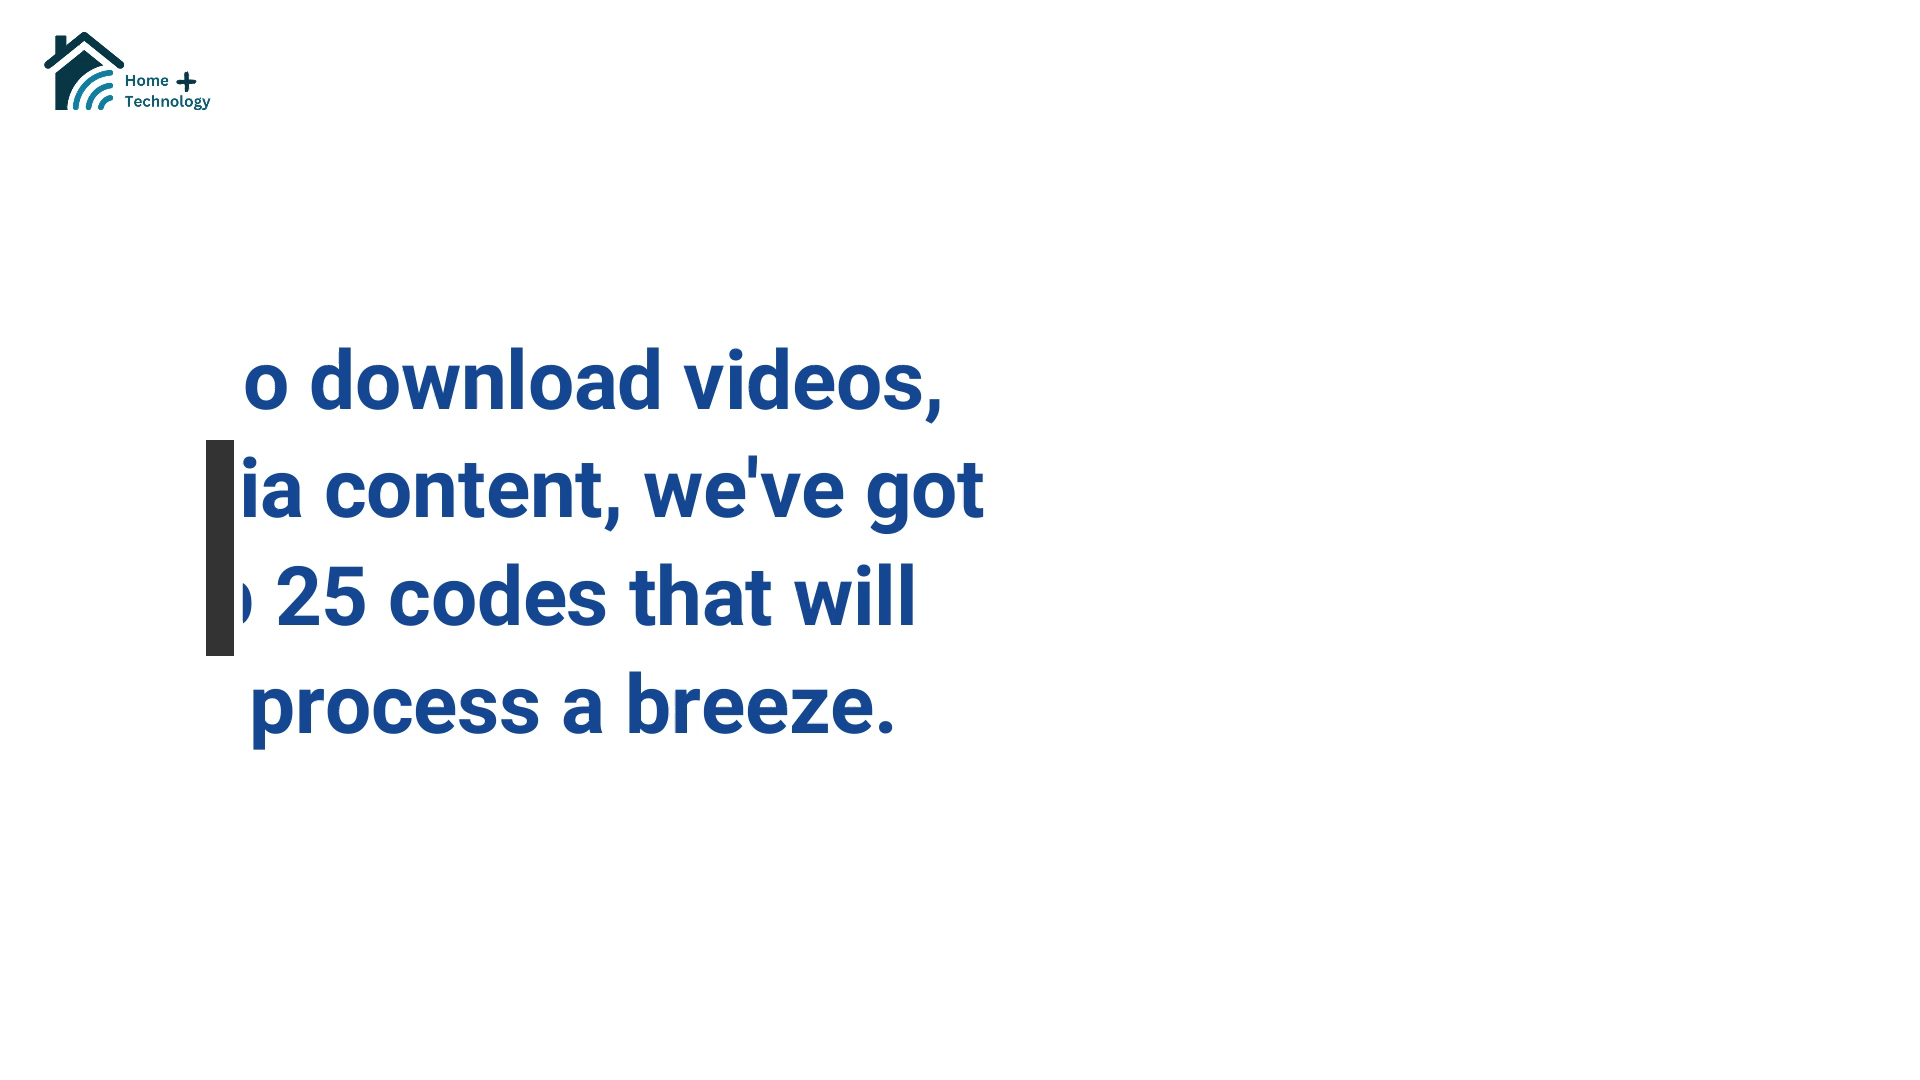 Home +
Technology
o download videos,
ia content, we've got
25 codes that will
process a breeze.